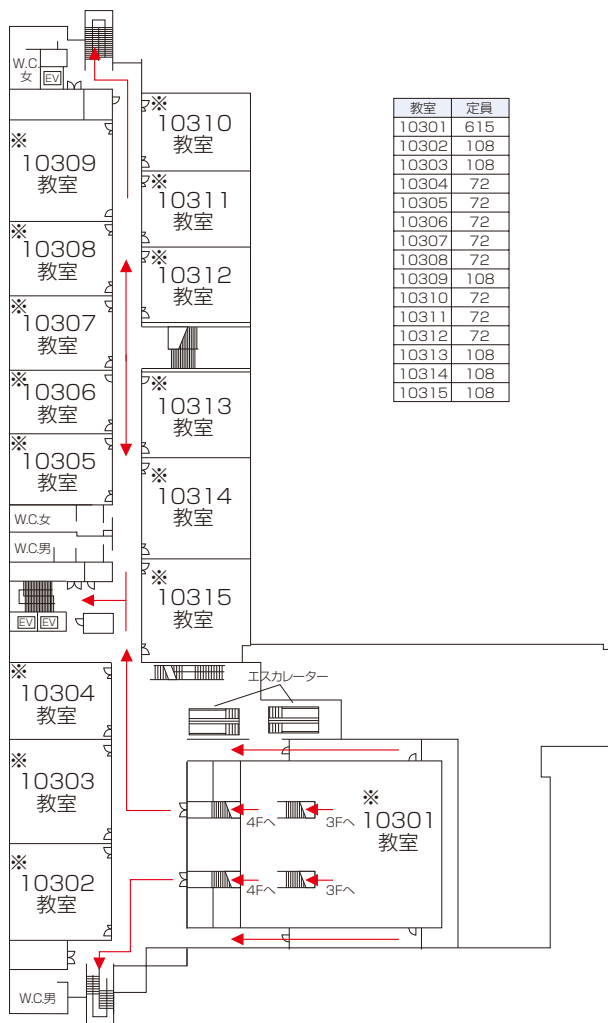 W.C.
女
EV
※
10310
教室
※
10309
教室
※
10311
教室
※
10308
教室
※
10312
教室
※
10307
教室
※
10306
教室
※
10313
教室
※
10305
教室
※
10314
教室
W.C.女
W.C.男
※
10315
教室
EV EV
※
10304
教室
エスカレーター
※
10303
教室
※
10301
教室
4Fへ 3Fへ
4Fへ 3Fへ
※
10302
教室
W.C.男
教室 定員
10301 615
10302 108
10303 108
10304 72
10305 72
10306 72
10307 72
10308 72
10309 108
10310 72
10311 72
10312 72
10313 108
10314 108
10315 108